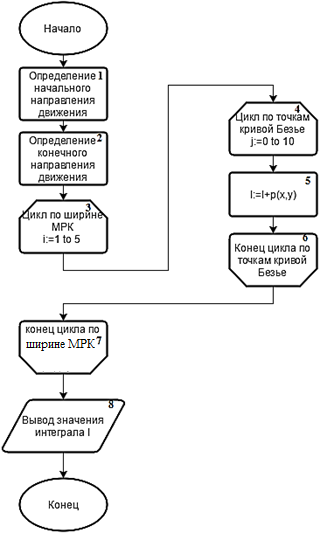 Начало
Определение 1
начального
направления
движения
Определение 2
конечного
направления
движения
3
Цикл по ширине
МРК
i:=1 to 5
4
Цикл по точкам
кривой Безье
j:=0 to 10
5
I:=I+p(x,y)
6
Конец цикла по
точкам кривой
Безье
конец цикла по
ширине МРК 7
8
Вывод значения
интеграла I
Конец